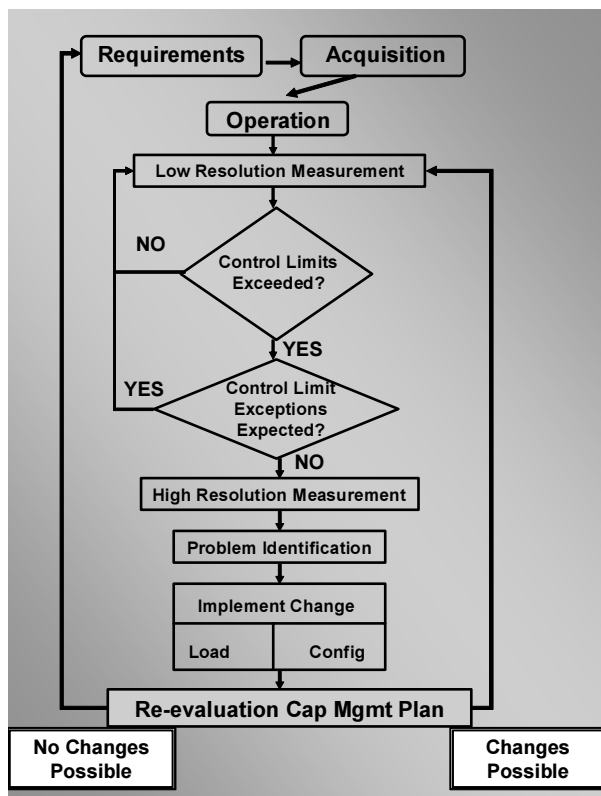 Requirements
Acquisition
Operation
Low Resolution Measurement
NO
Control Limits
Exceeded?
YES
YES
Control Limit
Exceptions
Expected?
NO
High Resolution Measurement
Problem Identification
Implement Change
Load
Config
Re-evaluation Cap Mgmt Plan
No Changes
Possible
Changes
Possible